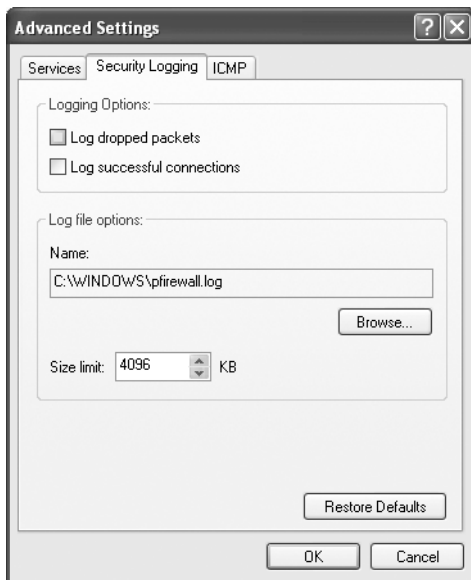 Advanced Settings
Services Security Logging ICMP
Logging Options:
Log dropped packets
Log successful connections
Log file options:
Name:
C:\WINDOWS\pfirewall.log
Browse...
Size limit: 4096 KB
Restore Defaults
OK Cancel